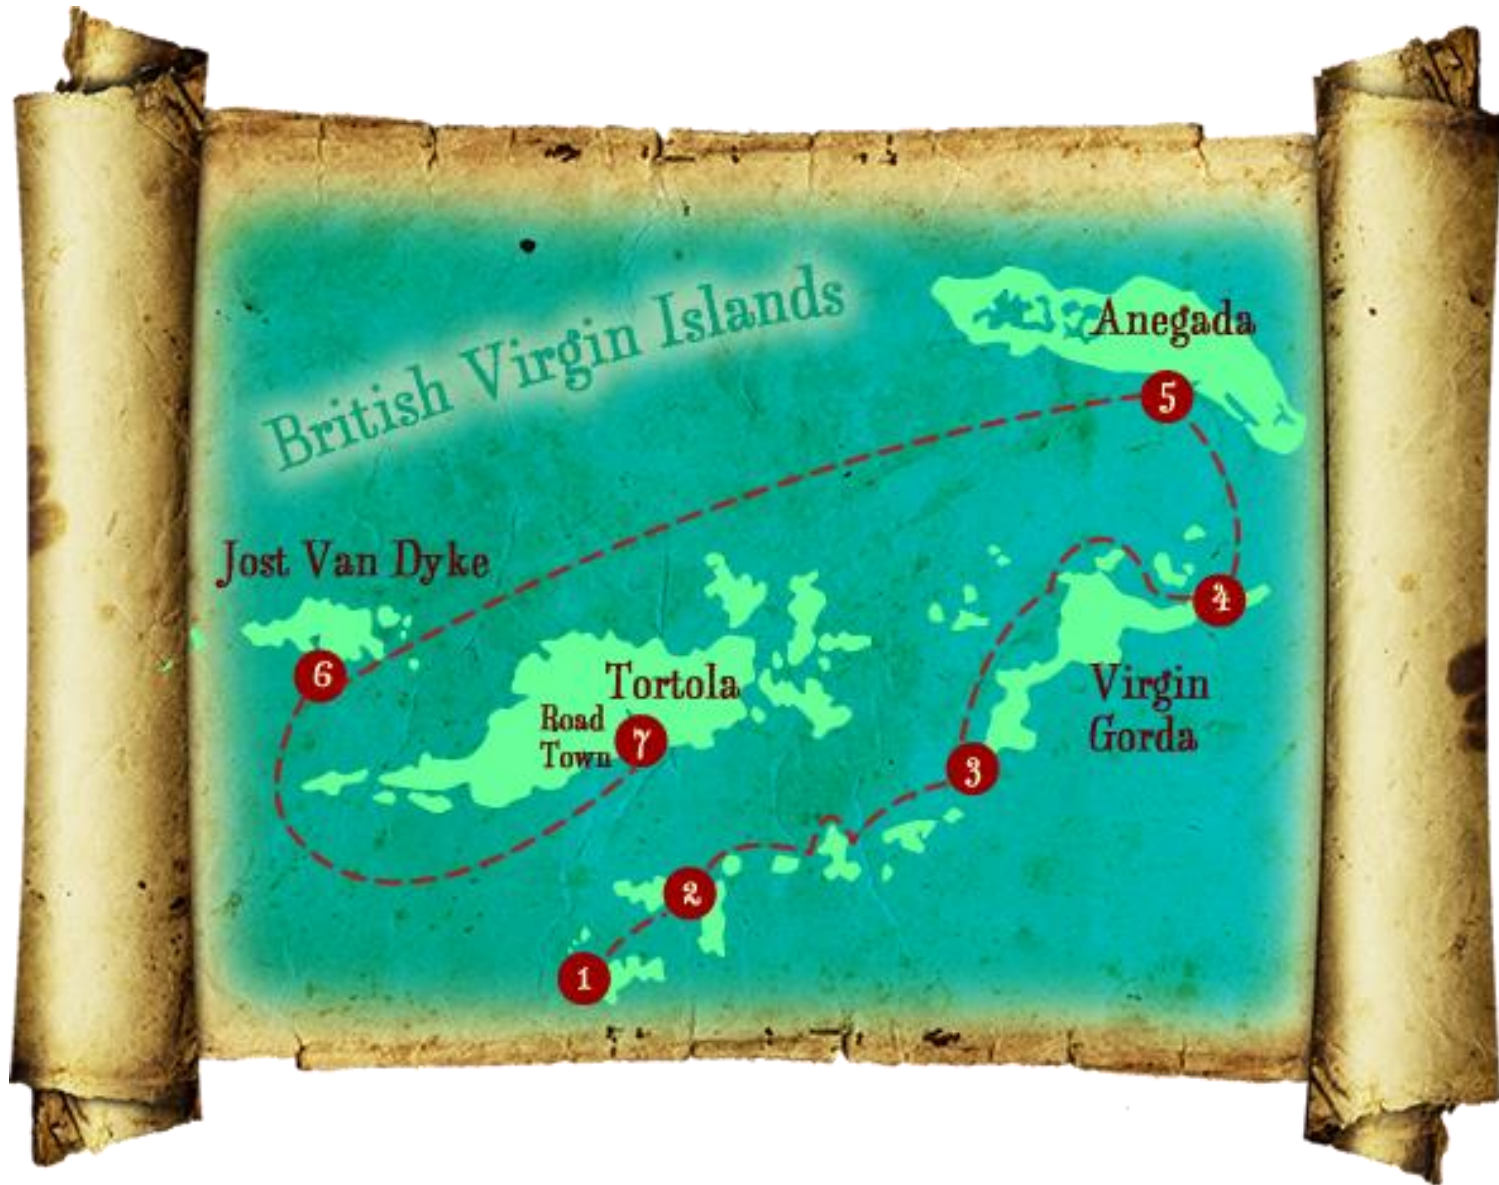 British Virgin Islands
Anegada
5
Jost Van Dyke
4
6
Tortola
Virgin
Gorda
Road
Town
7
3
2
1